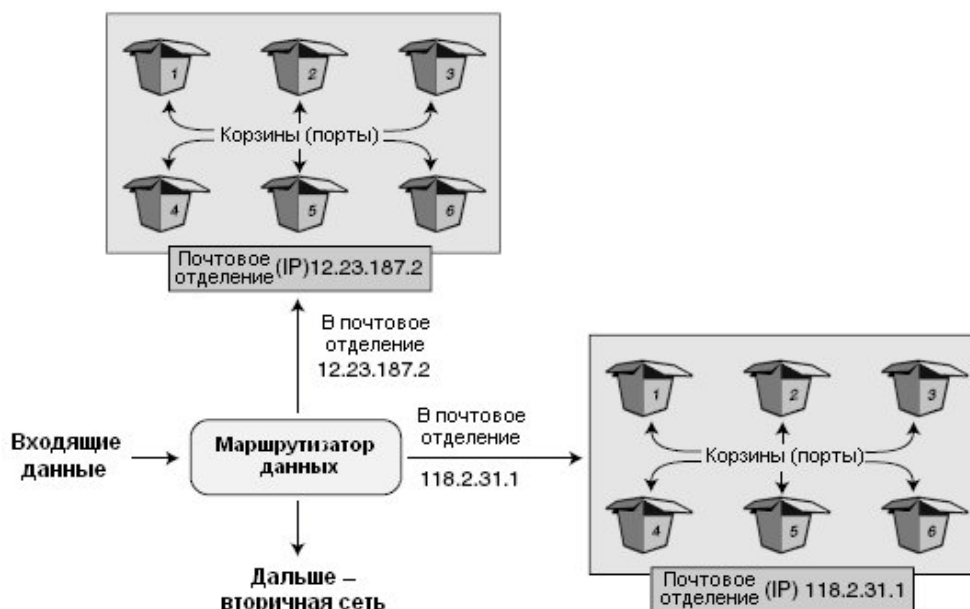 1 2 3
Корзины (порты)
4 5 6
Почтовое
отделение (IP)12.23.187.2
В почтовое
отделение
12.23.187.2
Входящие
данные
Маршрутизатор
данных
В почтовое
отделение
118.2.31.1
Дальше –
вторичная сеть
1 2 3
Корзины (порты)
4 5 6
Почтовое
отделение (IP) 118.2.31.1